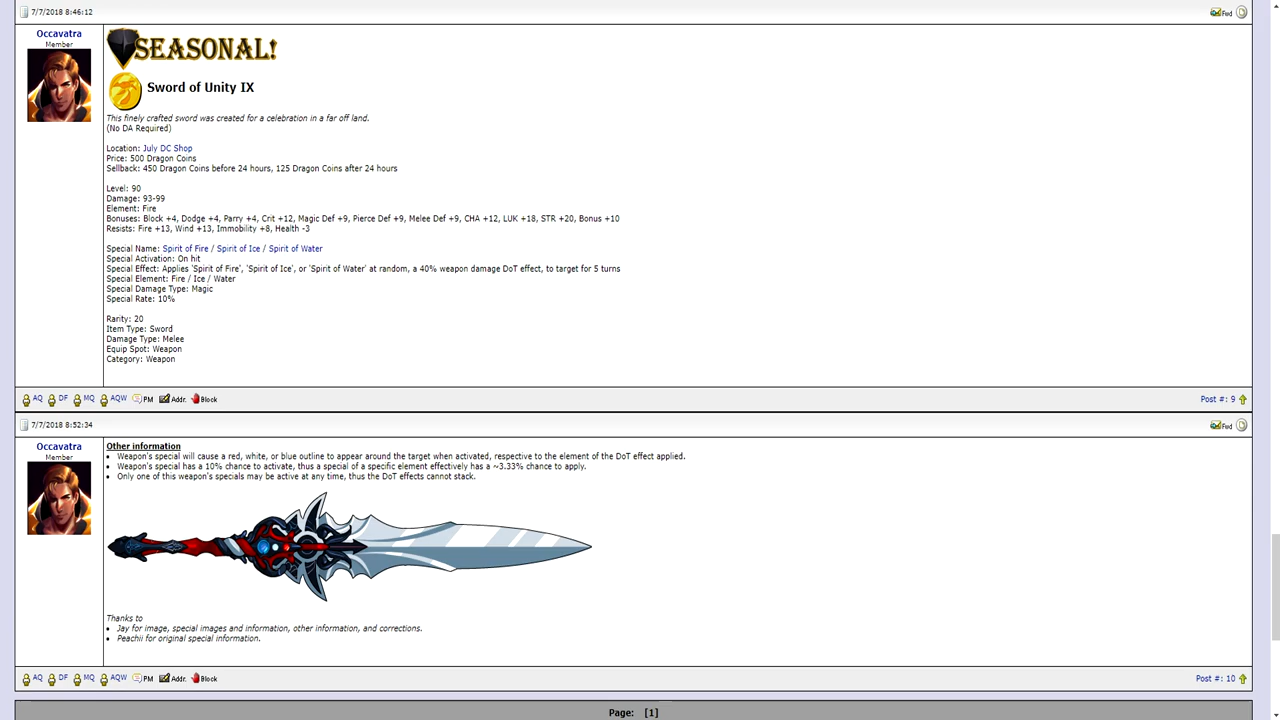 7/7/2018 8:46:12
Fwd
Occavatra
Member
SEASONAL!
Sword of Unity IX
This finely crafted sword was created for a celebration in a far off land.
(No DA Required)
Location: July DC Shop
Price: 500 Dragon Coins
Sellback: 450 Dragon Coins before 24 hours, 125 Dragon Coins after 24 hours
Level: 90
Damage: 93-99
Element: Fire
Bonuses: Block +4, Dodge +4, Parry +4, Crit +12, Magic Def +9, Pierce Def +9, Melee Def +9, CHA +12, LUK +18, STR +20, Bonus +10
Resists: Fire +13, Wind +13, Immobility +8, Health -3
Special Name: Spirit of Fire / Spirit of Ice / Spirit of Water
Special Activation: On hit
Special Effect: Applies 'Spirit of Fire', 'Spirit of Ice', or 'Spirit of Water' at random, a 40% weapon damage DoT effect, to target for 5 turns
Special Element: Fire / Ice / Water
Special Damage Type: Magic
Special Rate: 10%
Rarity: 20
Item Type: Sword
Damage Type: Melee
Equip Spot: Weapon
Category: Weapon
AQ DF MQ AQW PM Addr. Block
Post #: 9
7/7/2018 8:52:34
Fwd
Occavatra
Member
Other information
• Weapon's special will cause a red, white, or blue outline to appear around the target when activated, respective to the element of the DoT effect applied.
• Weapon's special has a 10% chance to activate, thus a special of a specific element effectively has a ~3.33% chance to apply.
• Only one of this weapon's specials may be active at any time, thus the DoT effects cannot stack.
Thanks to
• Jay for image, special images and information, other information, and corrections.
• Peachii for original special information.
AQ DF MQ AQW PM Addr. Block
Post #: 10
Page: [1]